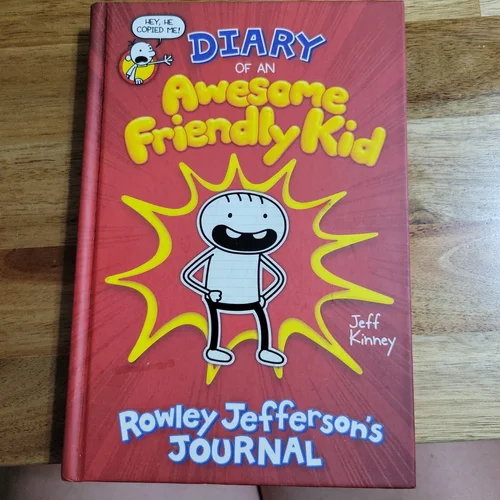 HEY, HE
COPIED ME!
DIARY
OF AN
Awesome
Friendly Kid
Jeff
Kinney
Rowley Jefferson's
JOURNAL